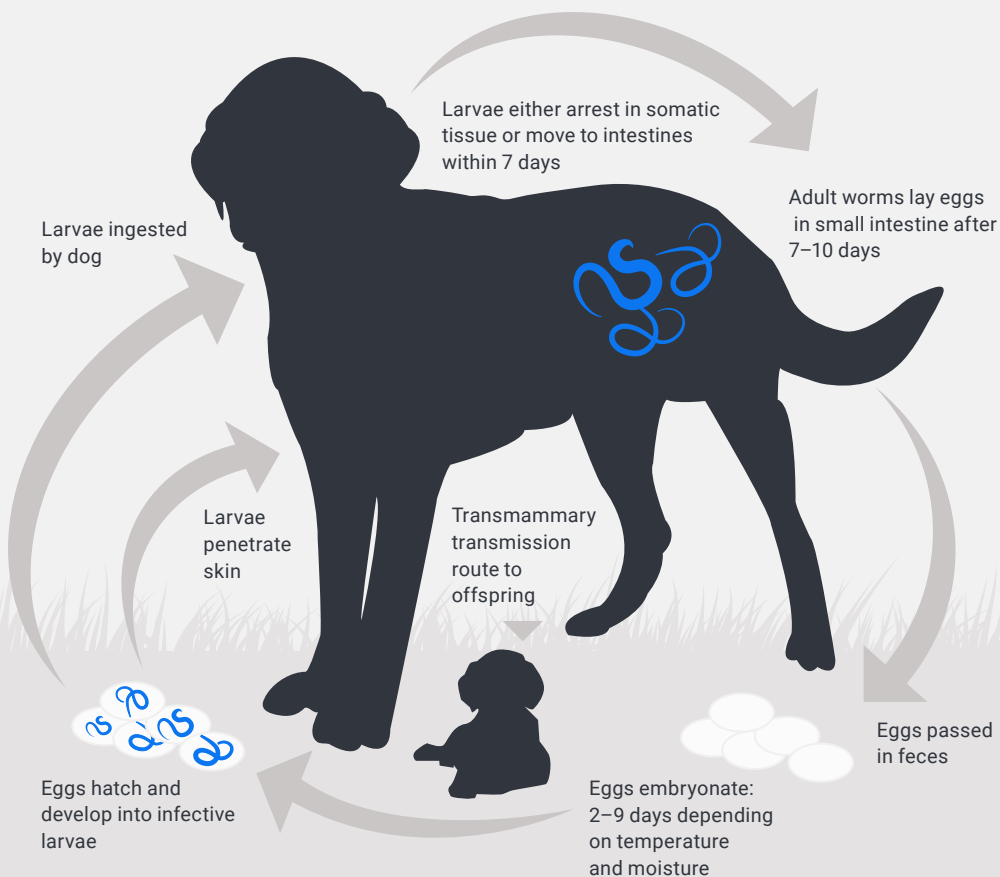 Larvae either arrest in somatic
tissue or move to intestines
within 7 days
Adult worms lay eggs
in small intestine after
7–10 days
Larvae ingested
by dog
Larvae
penetrate
skin
Transmammary
transmission
route to
offspring
Eggs passed
in feces
Eggs hatch and
develop into infective
larvae
Eggs embryonate:
2–9 days depending
on temperature
and moisture